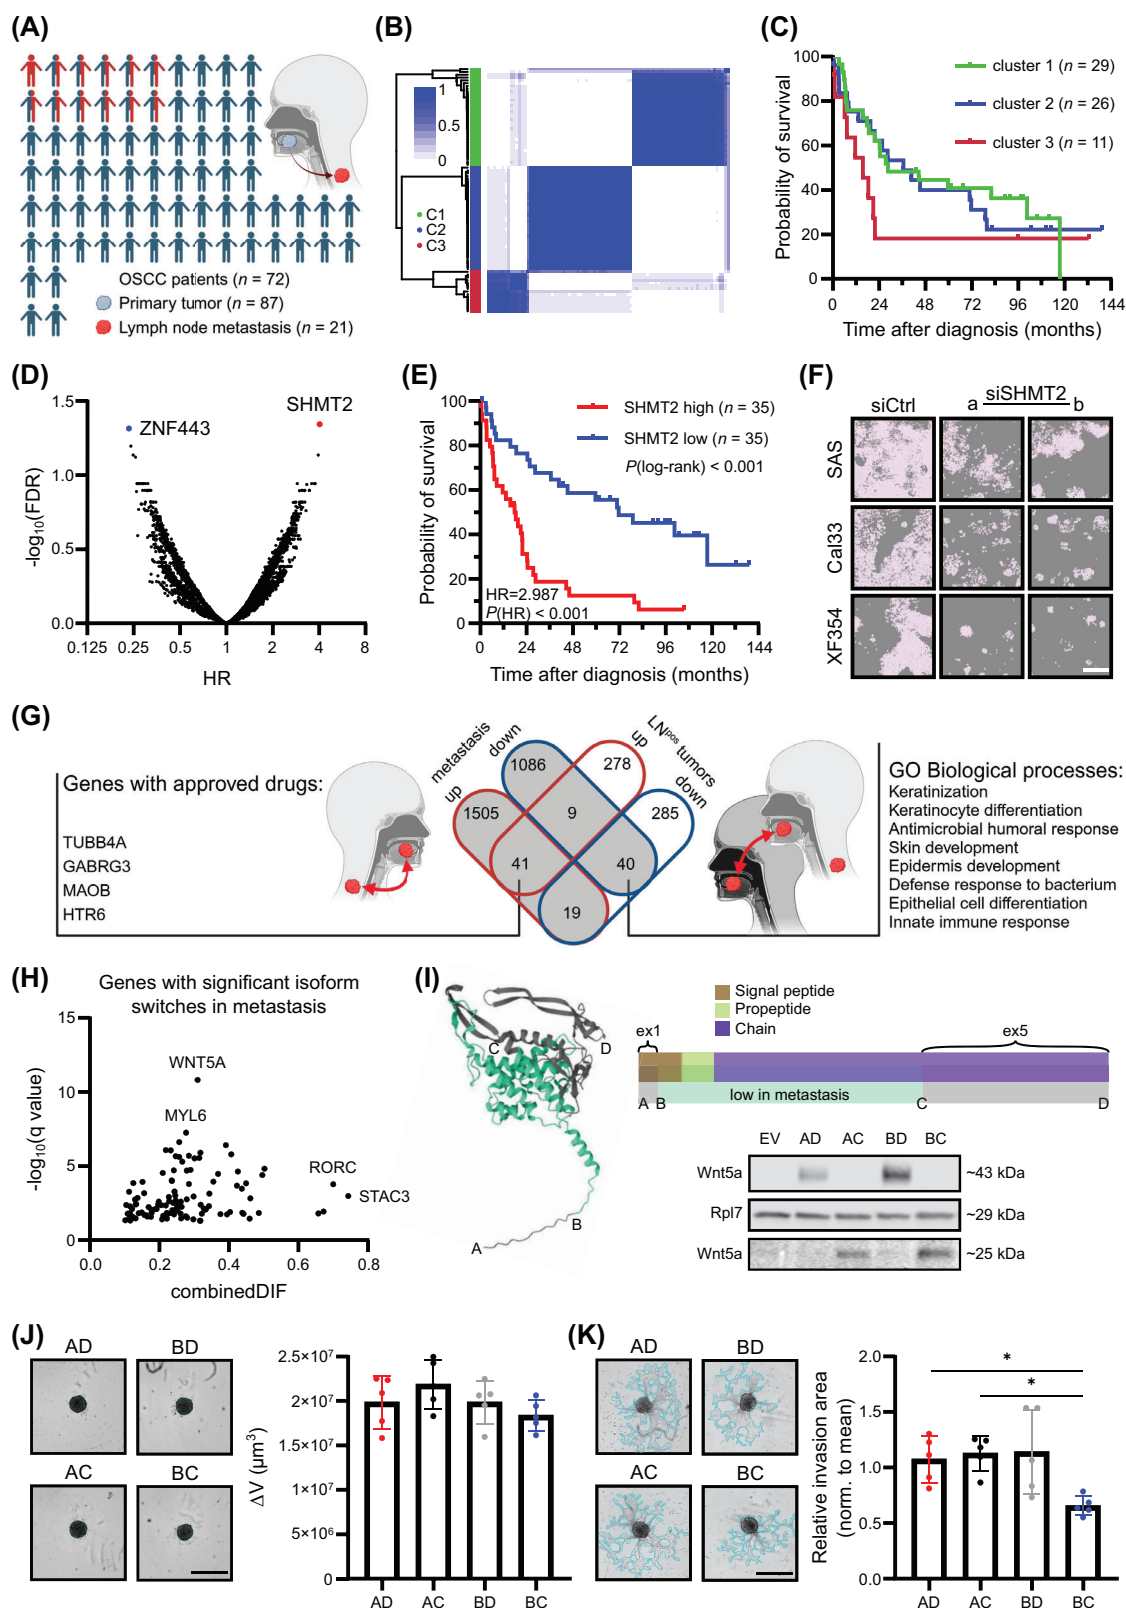 (A)
OSCC patients (n = 72)
Primary tumor (n = 87)
Lymph node metastasis (n = 21)
(B)
1
0.5
0
C1
C2
C3
(C)
Probability of survival
100
80
60
40
20
0
cluster 1 (n = 29)
cluster 2 (n = 26)
cluster 3 (n = 11)
0 24 48 72 96 120 144
Time after diagnosis (months)
(D)
-log10(FDR)
1.5
1.0
0.5
0.0
ZNF443
SHMT2
0.125 0.25 0.5 1 2 4 8
HR
(E)
Probability of survival
100
80
60
40
20
0
SHMT2 high (n = 35)
SHMT2 low (n = 35)
P(log-rank) < 0.001
HR=2.987
P(HR) < 0.001
0 24 48 72 96 120 144
Time after diagnosis (months)
(F)
siCtrl
siSHMT2
a b
SAS
Cal33
XF354
(G)
Genes with approved drugs:
TUBB4A
GABRG3
MAOB
HTR6
metastasis
up
down
LNpos tumors
up
down
1505
1086
278
285
9
41
40
19
GO Biological processes:
Keratinization
Keratinocyte differentiation
Antimicrobial humoral response
Skin development
Epidermis development
Defense response to bacterium
Epithelial cell differentiation
Innate immune response
(H)
Genes with significant isoform
switches in metastasis
-log10(q value)
15
10
5
0
WNT5A
MYL6
RORC
STAC3
0.0 0.2 0.4 0.6 0.8
combinedDIF
(I)
C
D
B
A
Signal peptide
Propeptide
Chain
ex1
ex5
low in metastasis
A B C D
EV AD AC BD BC
Wnt5a ~43 kDa
Rpl7 ~29 kDa
Wnt5a ~25 kDa
(J)
AD BD
AC BC
ΔV (µm³)
2.5×10⁷
2×10⁷
1.5×10⁷
1×10⁷
5×10⁶
0
AD AC BD BC
(K)
AD BD
AC BC
Relative invasion area
(norm. to mean)
2.0
1.5
1.0
0.5
0.0
*
*
AD AC BD BC